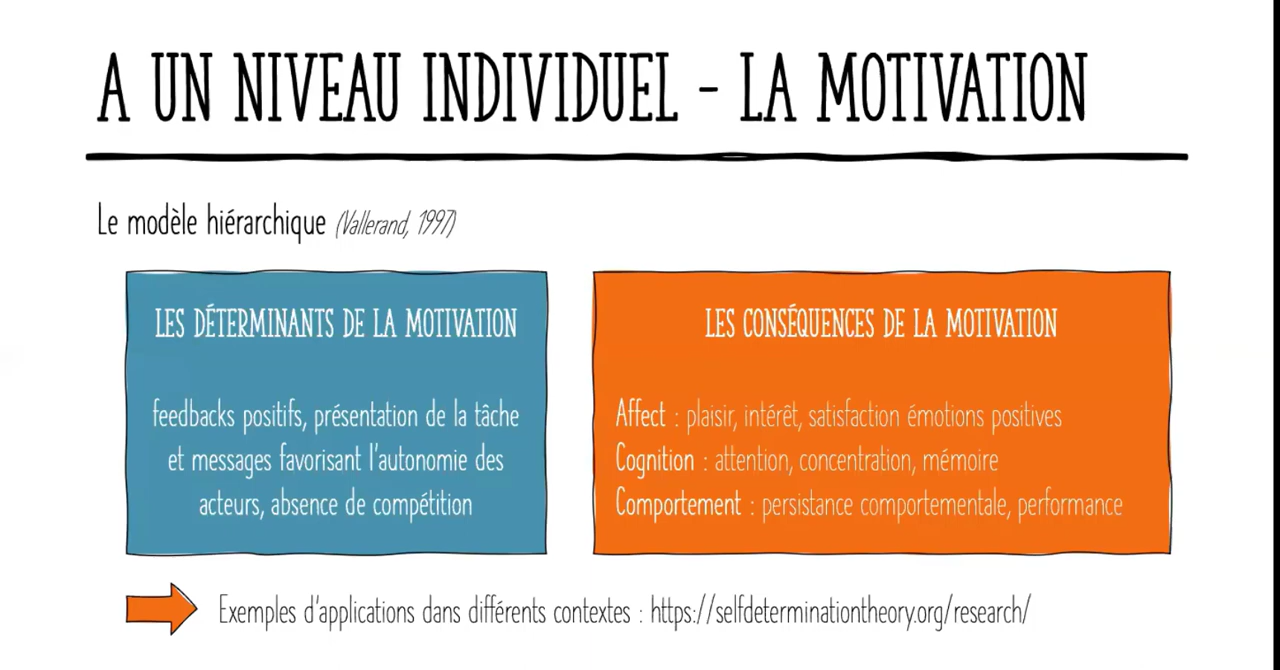 A UN NIVEAU INDIVIDUEL - LA MOTIVATION
Le modèle hiérarchique (Vallerand, 1997)
LES DÉTERMINANTS DE LA MOTIVATION
feedbacks positifs, présentation de la tâche
et messages favorisant l'autonomie des
acteurs, absence de compétition
LES CONSÉQUENCES DE LA MOTIVATION
Affect : plaisir, intérêt, satisfaction émotions positives
Cognition : attention, concentration, mémoire
Comportement : persistance comportementale, performance
Exemples d'applications dans différents contextes : https://selfdeterminationtheory.org/research/